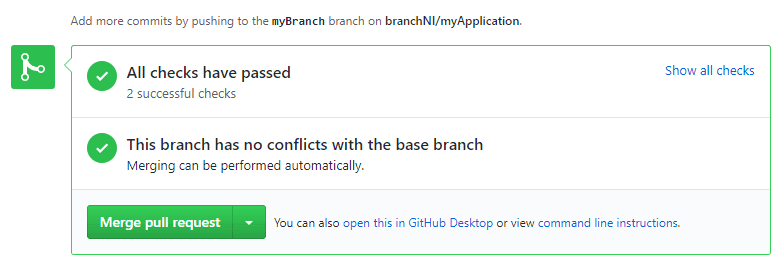 Add more commits by pushing to the myBranch branch on branchNI/myApplication.
All checks have passed
Show all checks
2 successful checks
This branch has no conflicts with the base branch
Merging can be performed automatically.
Merge pull request
You can also open this in GitHub Desktop or view command line instructions.